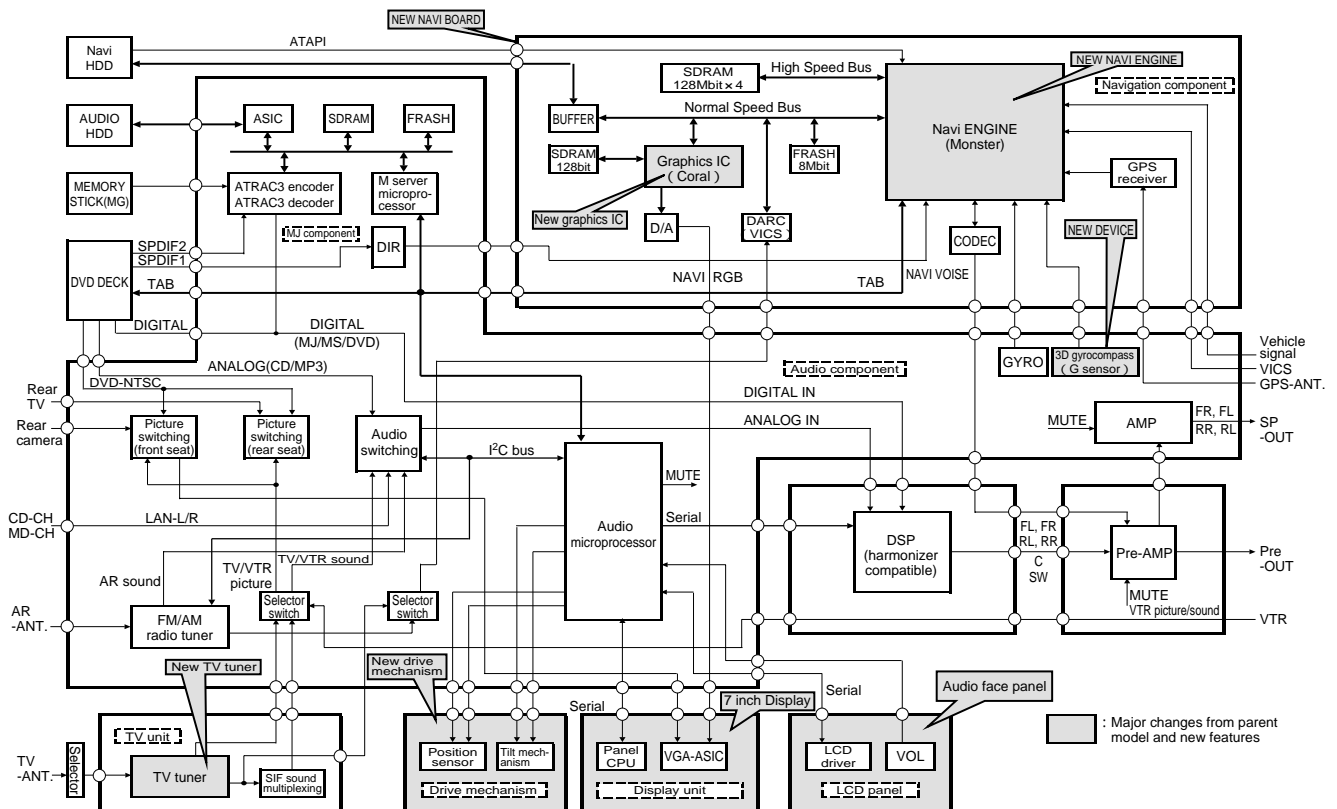 NEW NAVI BOARD
Navi
HDD
ATAPI
SDRAM
128Mbit×4
High Speed Bus
NEW NAVI ENGINE
Navigation component
AUDIO
HDD
ASIC
SDRAM
FRASH
BUFFER
Normal Speed Bus
Navi ENGINE
(Monster)
SDRAM
128bit
Graphics IC
(Coral)
FRASH
8Mbit
GPS
receiver
MEMORY
STICK(MG)
ATRAC3 encoder
ATRAC3 decoder
M server
micropro-
cessor
New graphics IC
D/A
DARC
(VICS)
CODEC
NEW DEVICE
MJ component
DIR
DVD DECK
SPDIF2
SPDIF1
TAB
NAVI RGB
TAB
NAVI VOISE
DIGITAL
DIGITAL
(MJ/MS/DVD)
ANALOG(CD/MP3)
DVD-NTSC
Audio component
GYRO
3D gyrocompass
(G sensor)
Vehicle
signal
VICS
GPS-ANT.
Rear
TV
Rear
camera
Picture
switching
(front seat)
Picture
switching
(rear seat)
Audio
switching
DIGITAL IN
ANALOG IN
I²C bus
MUTE
AMP
FR, FL
RR, RL
SP
-OUT
MUTE
CD-CH
MD-CH
LAN-L/R
Audio
microprocessor
Serial
DSP
(harmonizer
compatible)
FL, FR
RL, RR
C
SW
Pre-AMP
Pre
-OUT
AR sound
TV/VTR
picture
TV/VTR sound
MUTE
VTR picture/sound
AR
-ANT.
FM/AM
radio tuner
Selector
switch
Selector
switch
VTR
New TV tuner
New drive
mechanism
Serial
7 inch Display
Serial
Audio face panel
TV unit
TV
-ANT.
Selector
TV tuner
SIF sound
multiplexing
Position
sensor
Tilt mech-
anism
Drive mechanism
Panel
CPU
VGA-ASIC
Display unit
LCD
driver
VOL
LCD panel
: Major changes from parent
model and new features